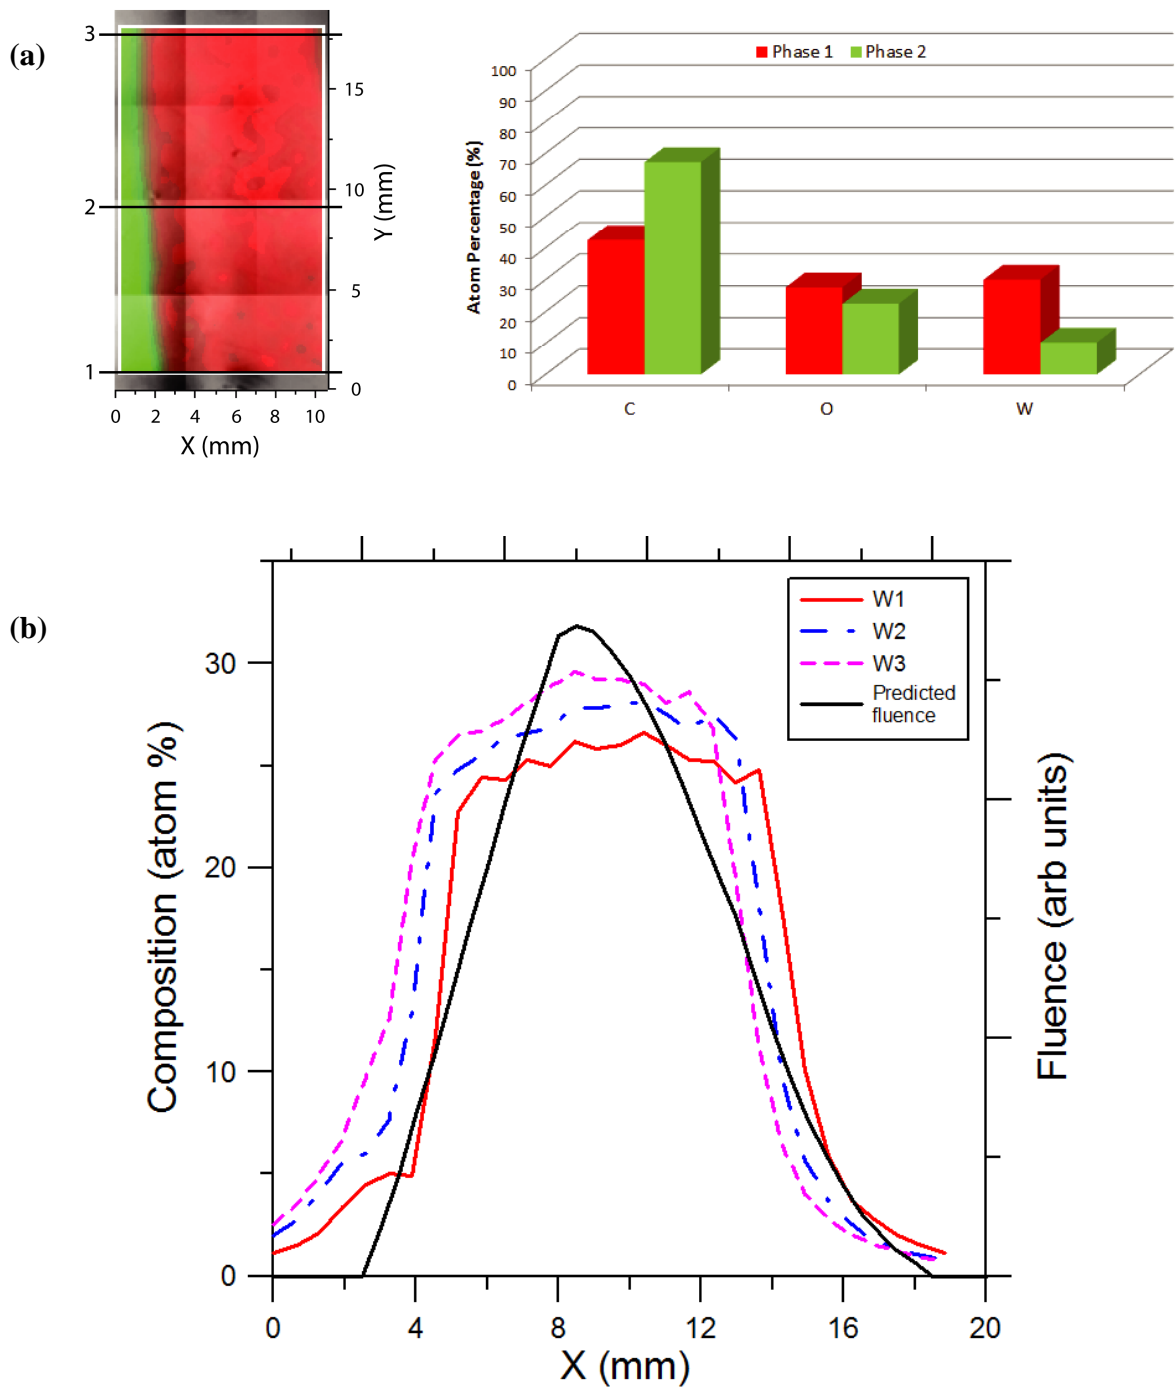 (a)
3
2
1
15
10
5
0
Y (mm)
0 2 4 6 8 10
X (mm)
Phase 1 Phase 2
Atom Percentage (%)
100
90
80
70
60
50
40
30
20
10
0
C O W
(b)
W1
W2
W3
Predicted
fluence
Composition (atom %)
30
20
10
0
Fluence (arb units)
0 4 8 12 16 20
X (mm)